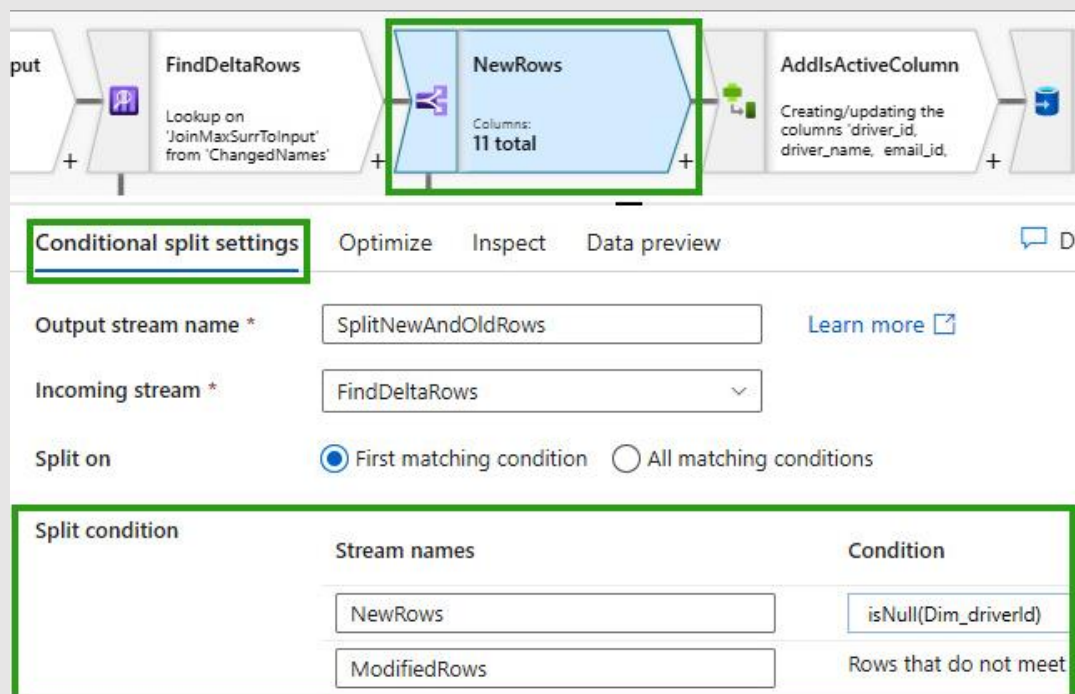 put
FindDeltaRows
Lookup on
'JoinMaxSurrToInput'
from 'ChangedNames'
+
+
NewRows
Columns:
11 total
+
AddIsActiveColumn
Creating/updating the
columns 'driver_id,
driver_name, email_id,
+
Conditional split settings Optimize Inspect Data preview D
Output stream name * SplitNewAndOldRows Learn more
Incoming stream * FindDeltaRows
Split on First matching condition All matching conditions
Split condition
Stream names Condition
NewRows isNull(Dim_driverId)
ModifiedRows Rows that do not meet